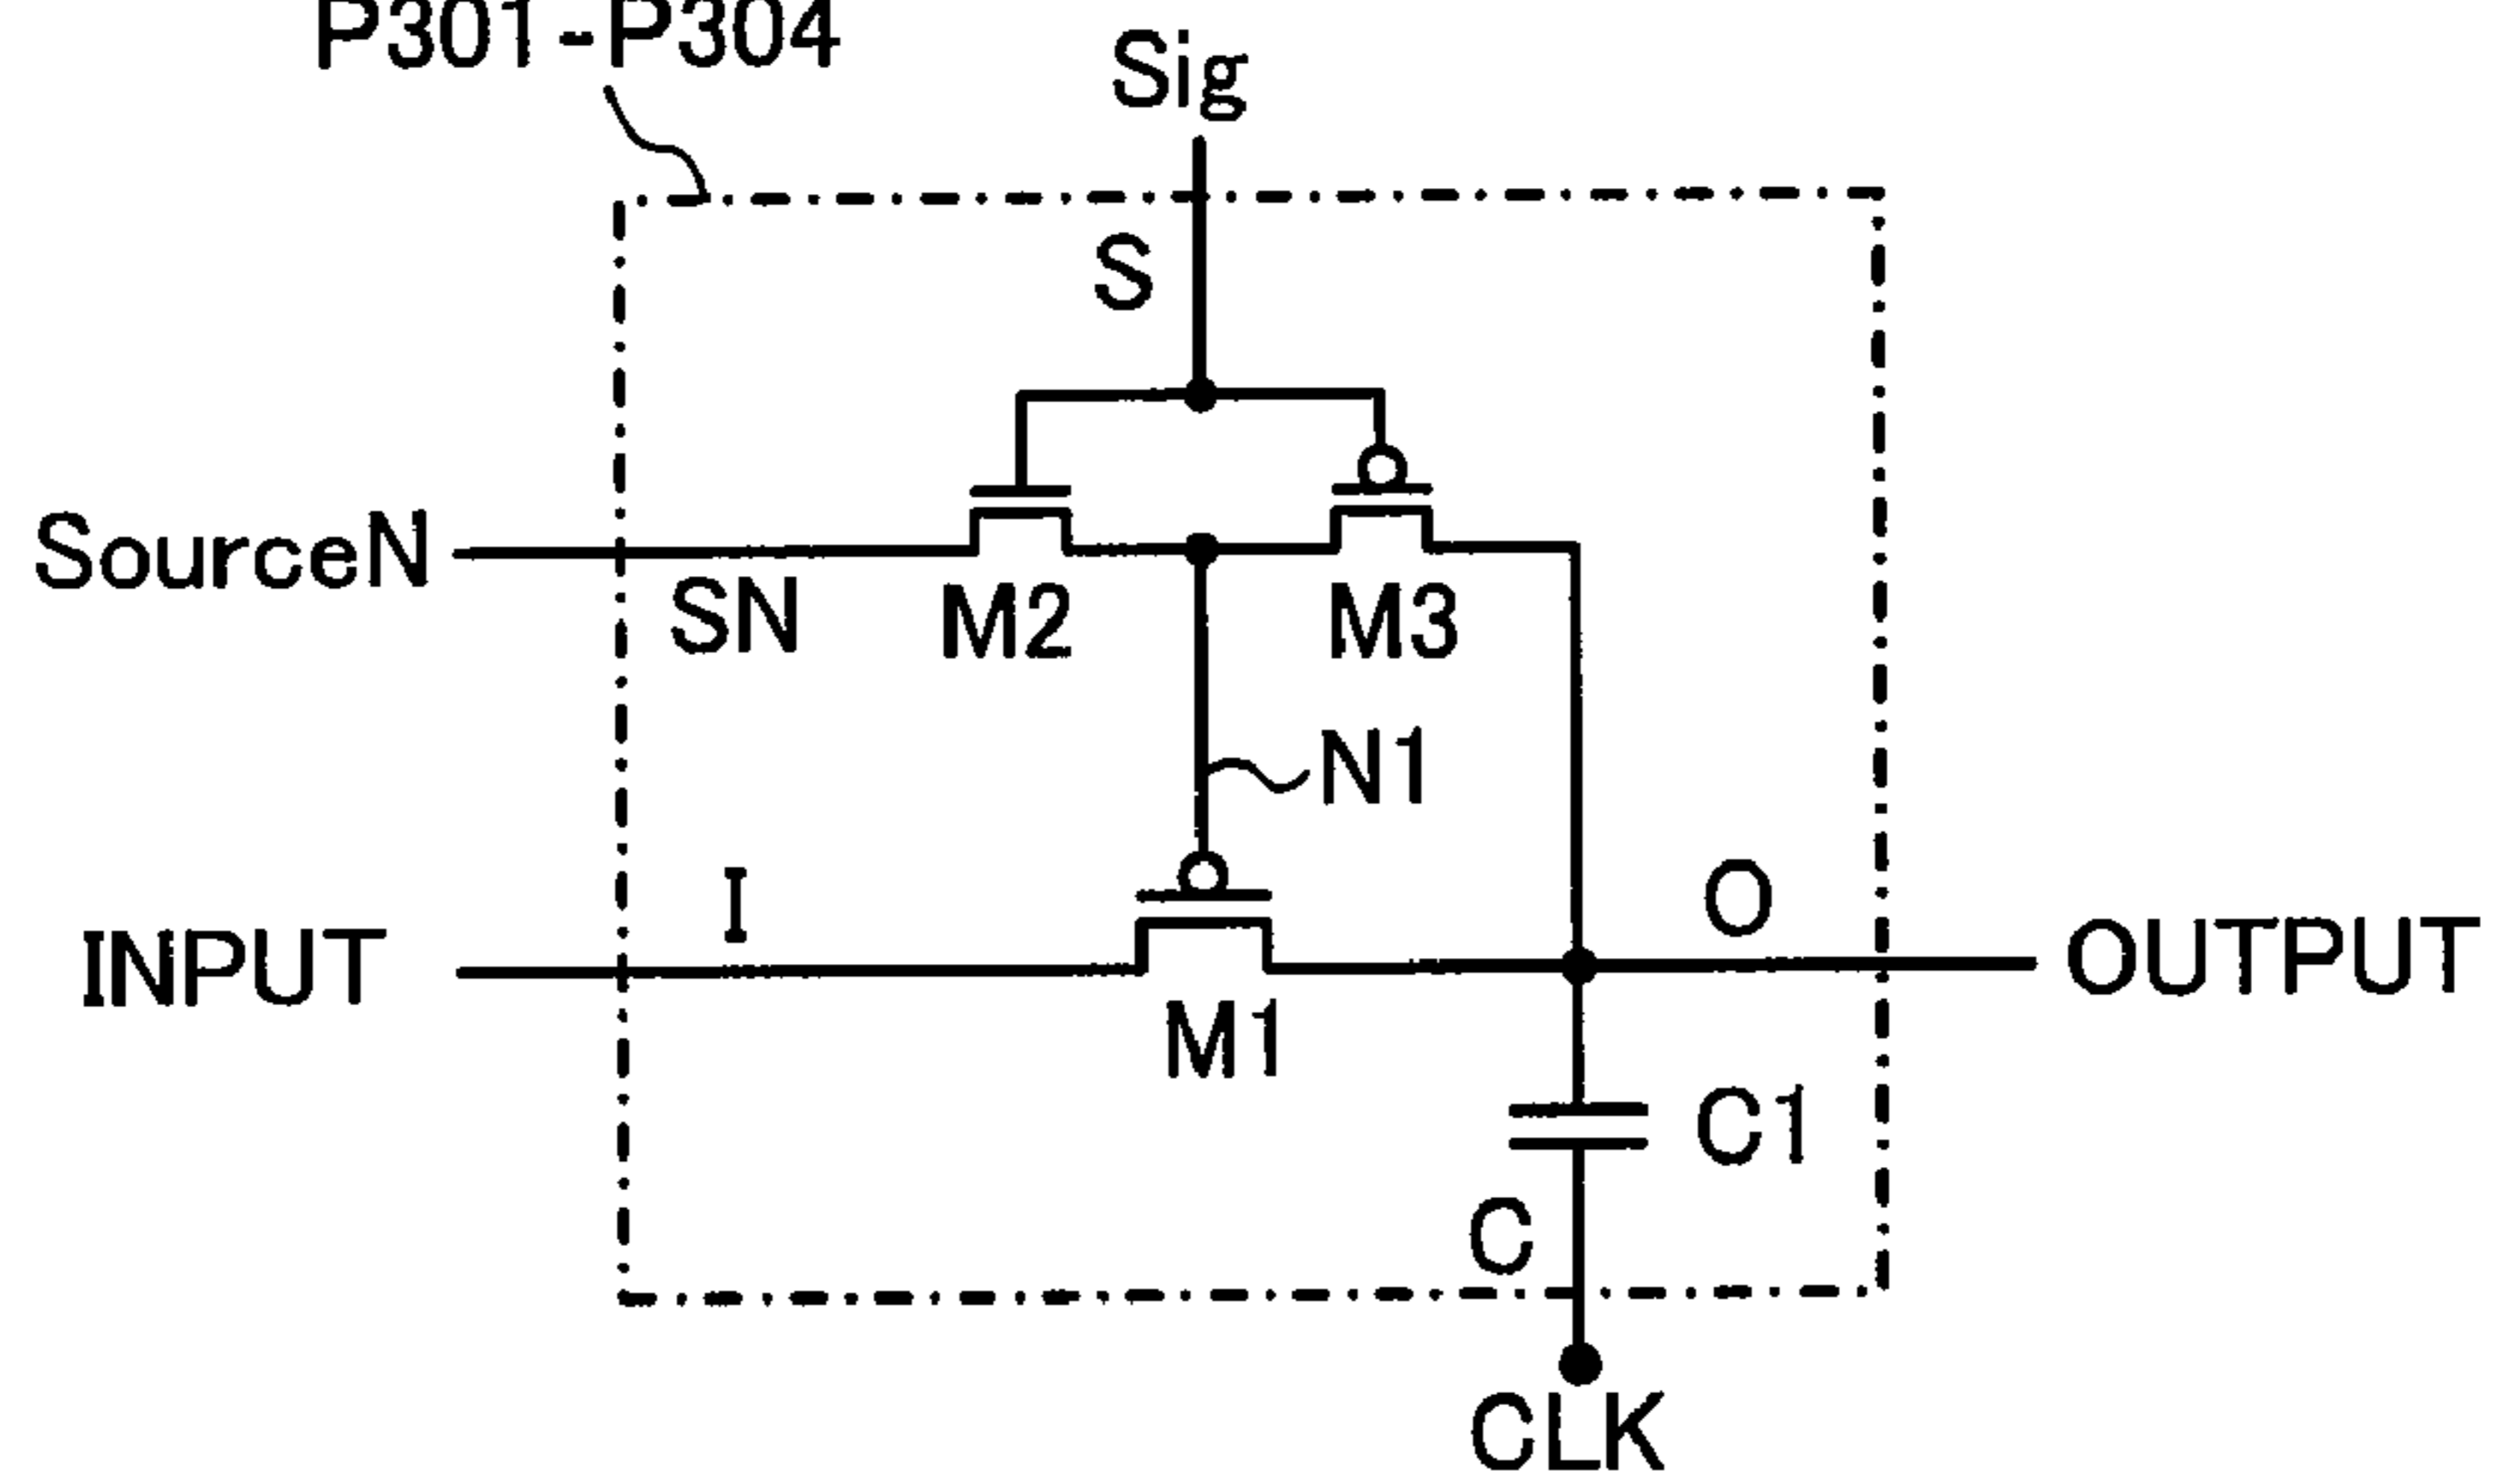 P301-P304
Sig
S
SourceN
SN
M2
M3
N1
I
O
INPUT
OUTPUT
M1
C1
C
CLK